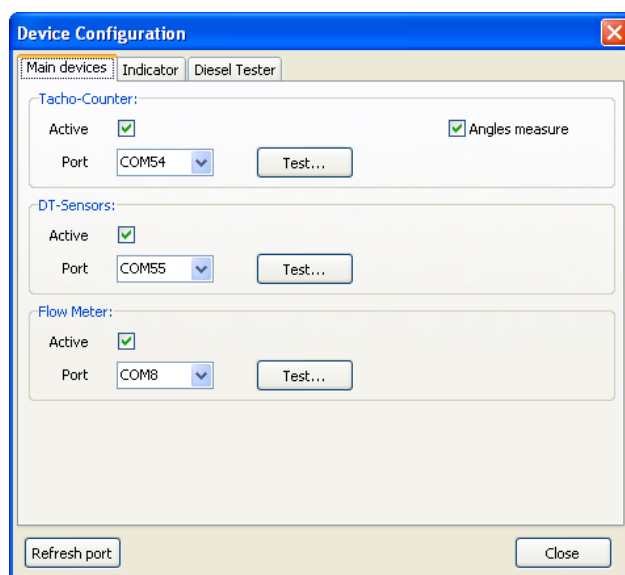 Device Configuration
Main devices Indicator Diesel Tester
Tacho-Counter:
Active Angles measure
Port COM54 Test...
DT-Sensors:
Active
Port COM55 Test...
Flow Meter:
Active
Port COM8 Test...
Refresh port Close